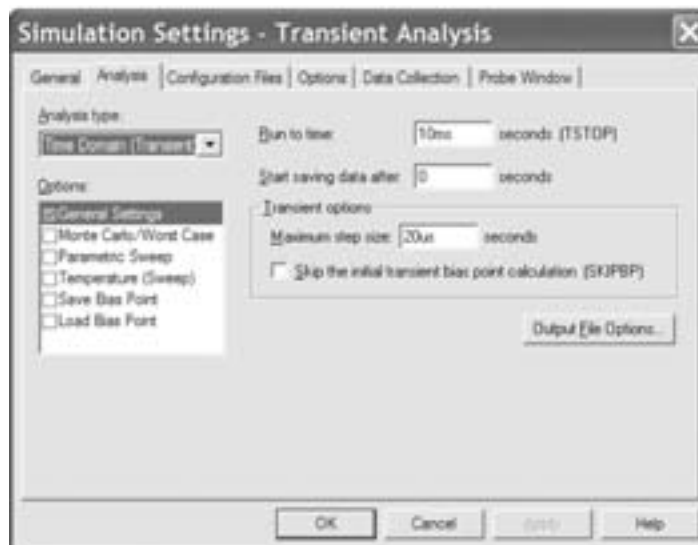 Simulation Settings - Transient Analysis
General Analysis Configuration Files Options Data Collection Probe Window
Analysis type:
Time Domain (Transient)
Run to time: 10ms seconds (TSTOP)
Start saving data after: 0 seconds
Options:
General Settings
Monte Carlo/Worst Case
Parametric Sweep
Temperature (Sweep)
Save Bias Point
Load Bias Point
Transient options
Maximum step size: 20us seconds
Skip the initial transient bias point calculation (SKIPBP)
Output File Options...
OK Cancel Apply Help